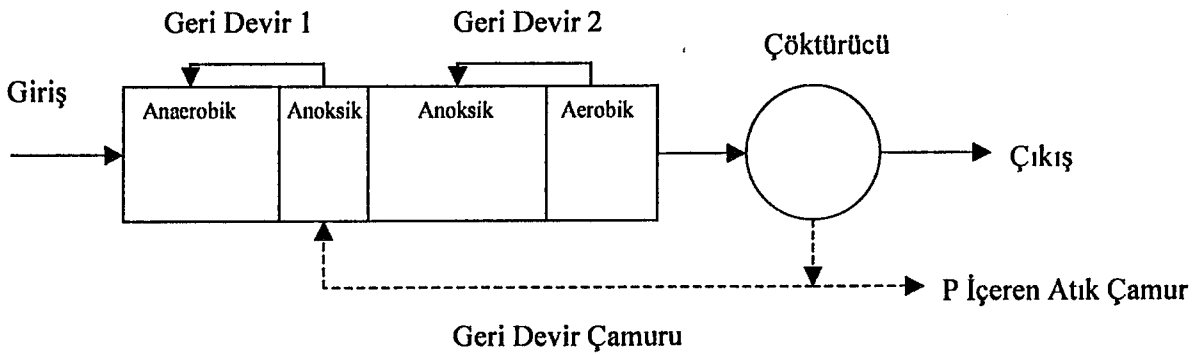 Geri Devir 1
Geri Devir 2
Çöktürücü
Giriş
Anaerobik
Anoksik
Anoksik
Aerobik
Çıkış
P İçeren Atık Çamur
Geri Devir Çamuru